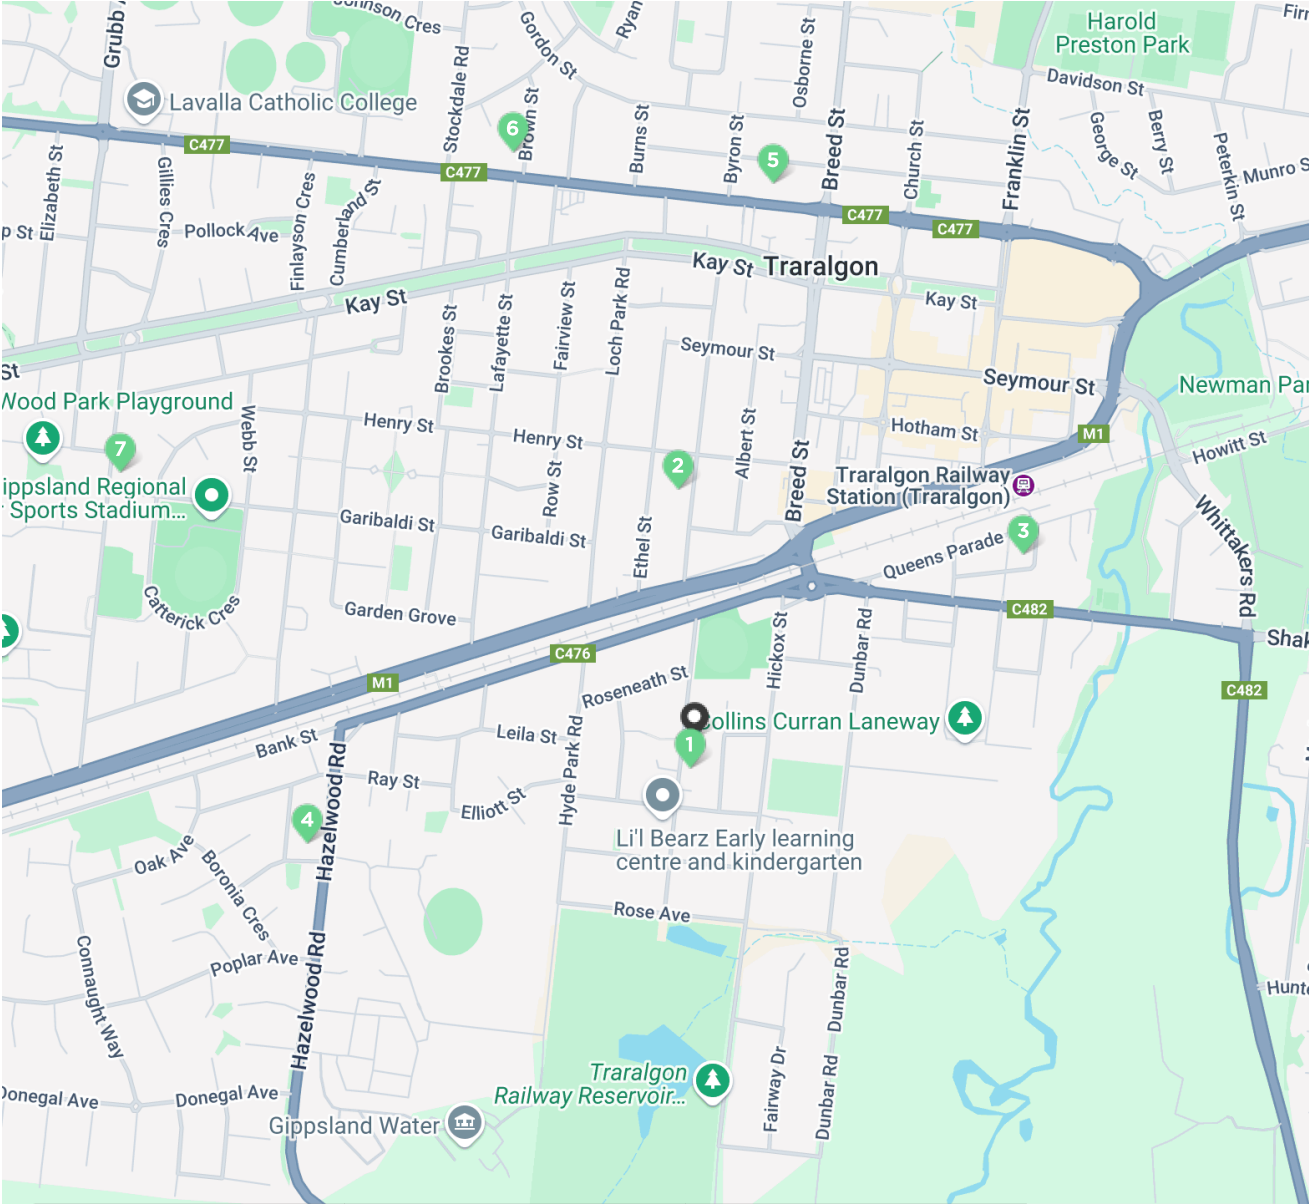 Johnson Cres
Grubb
Gordon St
Ryan
Osborne St
Harold
Preston Park
Davidson St
Lavalla Catholic College
Stockdale Rd
6
Brown St
Burns St
Byron St
5
Breed St
Church St
Franklin St
George St
Berry St
Peterkin St
Munro S
C477
C477
C477
C477
Elizabeth St
Gillies Cres
Pollock Ave
Finlayson Cres
Cumberland St
p St
Kay St
Traralgon
Kay St
Kay St
Brookes St
Lafayette St
Fairview St
Loch Park Rd
Seymour St
Seymour St
Newman Par
St
Wood Park Playground
7
Webb St
Henry St
Henry St
Row St
2
Albert St
Breed St
Hotham St
M1
Howitt St
Traralgon Railway
Station (Traralgon)
ippsland Regional
r Sports Stadium...
Garibaldi St
Garibaldi St
Ethel St
Queens Parade
3
Whittakers Rd
Catterick Cres
Garden Grove
C482
Hickox St
Dunbar Rd
Shak
C476
M1
C482
Roseneath St
Collins Curran Laneway
1
Bank St
Leila St
Hyde Park Rd
Hazelwood Rd
Ray St
Elliott St
4
Li'l Bearz Early learning
centre and kindergarten
Oak Ave
Boronia Cres
Rose Ave
Connaught Way
Poplar Ave
Hazelwood Rd
Dunbar Rd
Hunte
Traralgon
Railway Reservoir...
Fairway Dr
Dunbar Rd
Donegal Ave
Donegal Ave
Gippsland Water